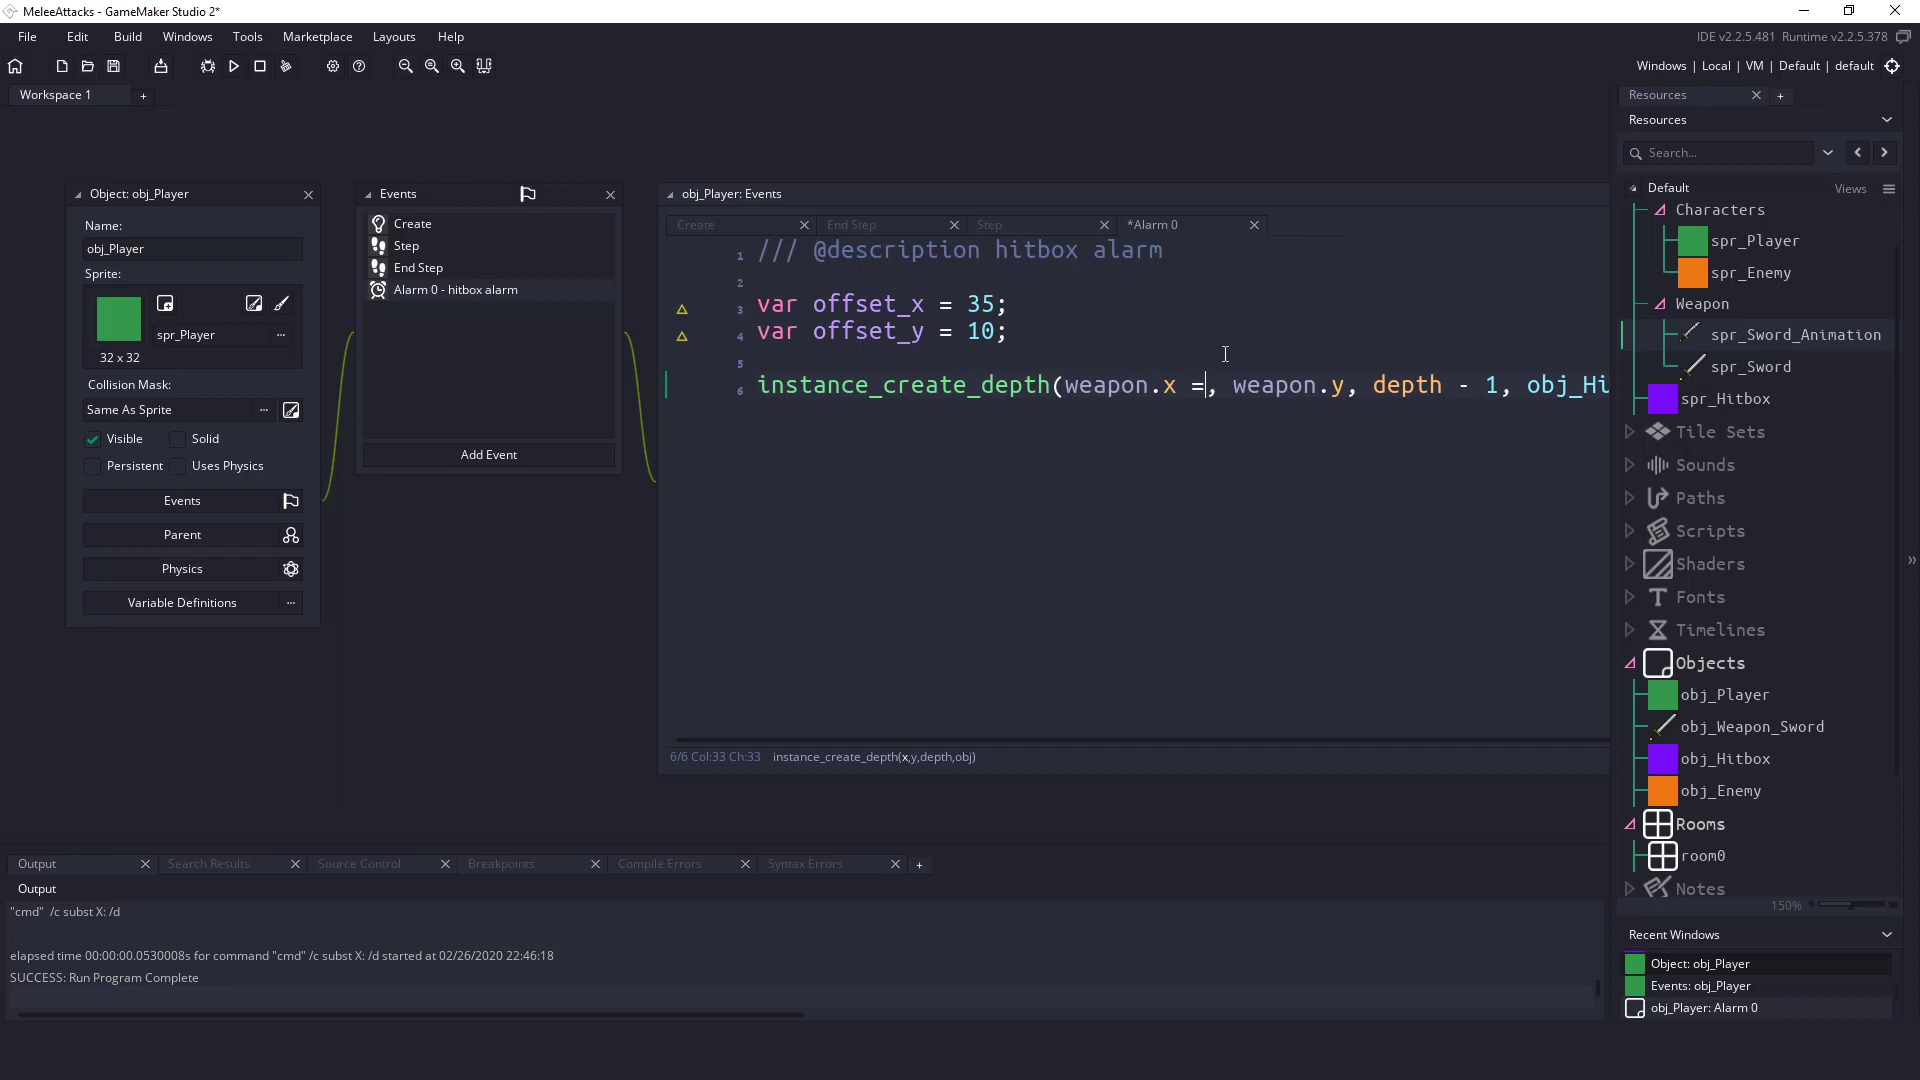 MeleeAttacks - GameMaker Studio 2*
File Edit Build Windows Tools Marketplace Layouts Help
IDE v2.2.5.481 Runtime v2.2.5.378
Windows | Local | VM | Default | default
Workspace 1 +
Resources +
Resources
Search...
Object: obj_Player
Name:
obj_Player
Sprite:
spr_Player ...
32 x 32
Collision Mask:
Same As Sprite ...
Visible Solid
Persistent Uses Physics
Events
Parent
Physics
Variable Definitions ...
Events
Create
Step
End Step
Alarm 0 - hitbox alarm
Add Event
obj_Player: Events
Create End Step Step *Alarm 0
1 /// @description hitbox alarm
2
3 var offset_x = 35;
4 var offset_y = 10;
5
6 instance_create_depth(weapon.x =, weapon.y, depth - 1, obj_Hi
6/6 Col:33 Ch:33 instance_create_depth(x,y,depth,obj)
Default Views
Characters
spr_Player
spr_Enemy
Weapon
spr_Sword_Animation
spr_Sword
spr_Hitbox
Tile Sets
Sounds
Paths
Scripts
Shaders
Fonts
Timelines
Objects
obj_Player
obj_Weapon_Sword
obj_Hitbox
obj_Enemy
Rooms
room0
Notes
150%
Recent Windows
Object: obj_Player
Events: obj_Player
obj_Player: Alarm 0
Output Search Results Source Control Breakpoints Compile Errors Syntax Errors +
Output
"cmd" /c subst X: /d
elapsed time 00:00:00.0530008s for command "cmd" /c subst X: /d started at 02/26/2020 22:46:18
SUCCESS: Run Program Complete